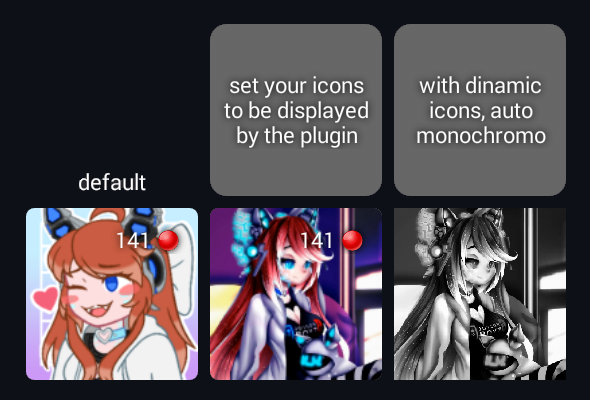 set your icons
to be displayed
by the plugin
with dinamic
icons, auto
monochromo
default
141
141